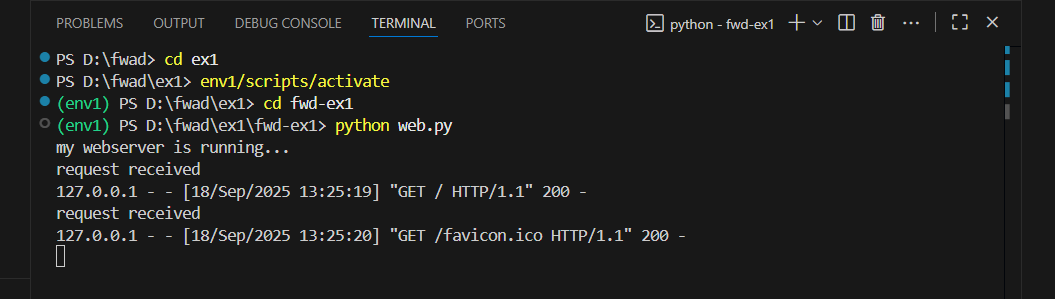 PROBLEMS OUTPUT DEBUG CONSOLE TERMINAL PORTS python - fwd-ex1
PS D:\fwad> cd ex1
PS D:\fwad\ex1> env1/scripts/activate
(env1) PS D:\fwad\ex1> cd fwd-ex1
(env1) PS D:\fwad\ex1\fwd-ex1> python web.py
my webserver is running...
request received
127.0.0.1 - - [18/Sep/2025 13:25:19] "GET / HTTP/1.1" 200 -
request received
127.0.0.1 - - [18/Sep/2025 13:25:20] "GET /favicon.ico HTTP/1.1" 200 -